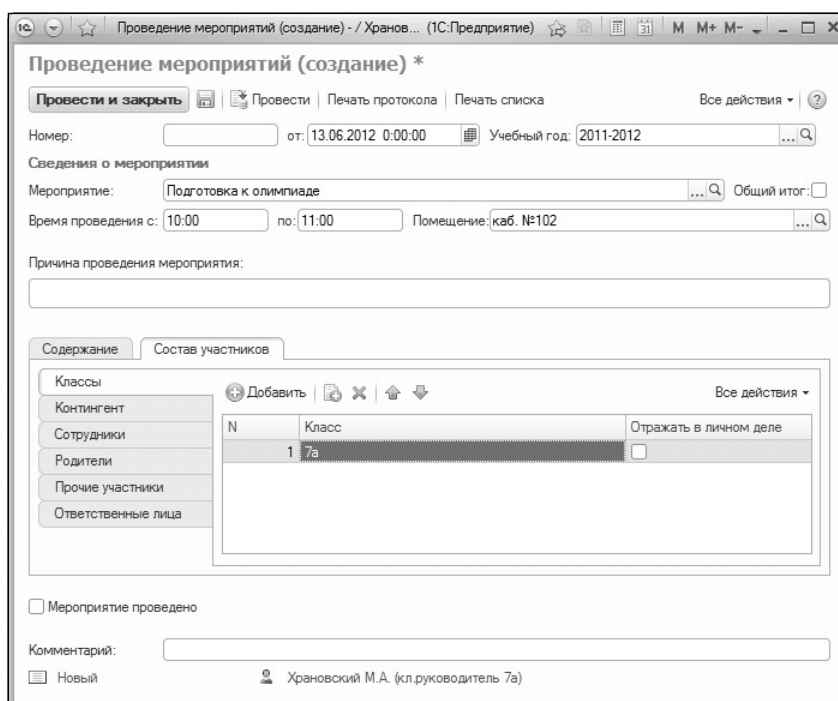 Проведение мероприятий (создание) - / Хранов... (1С:Предприятие) 31 M M+ M-
Проведение мероприятий (создание) *
Провести и закрыть Провести Печать протокола Печать списка Все действия ?
Номер: от: 13.06.2012 0:00:00 Учебный год: 2011-2012 ...
Сведения о мероприятии
Мероприятие: Подготовка к олимпиаде ... Общий итог:
Время проведения с: 10:00 по: 11:00 Помещение: каб. №102 ...
Причина проведения мероприятия:
Содержание Состав участников
Классы
Добавить Все действия
Контингент
N Класс Отражать в личном деле
Сотрудники
1 7а
Родители
Прочие участники
Ответственные лица
Мероприятие проведено
Комментарий:
Новый Храновский М.А. (кл.руководитель 7а)